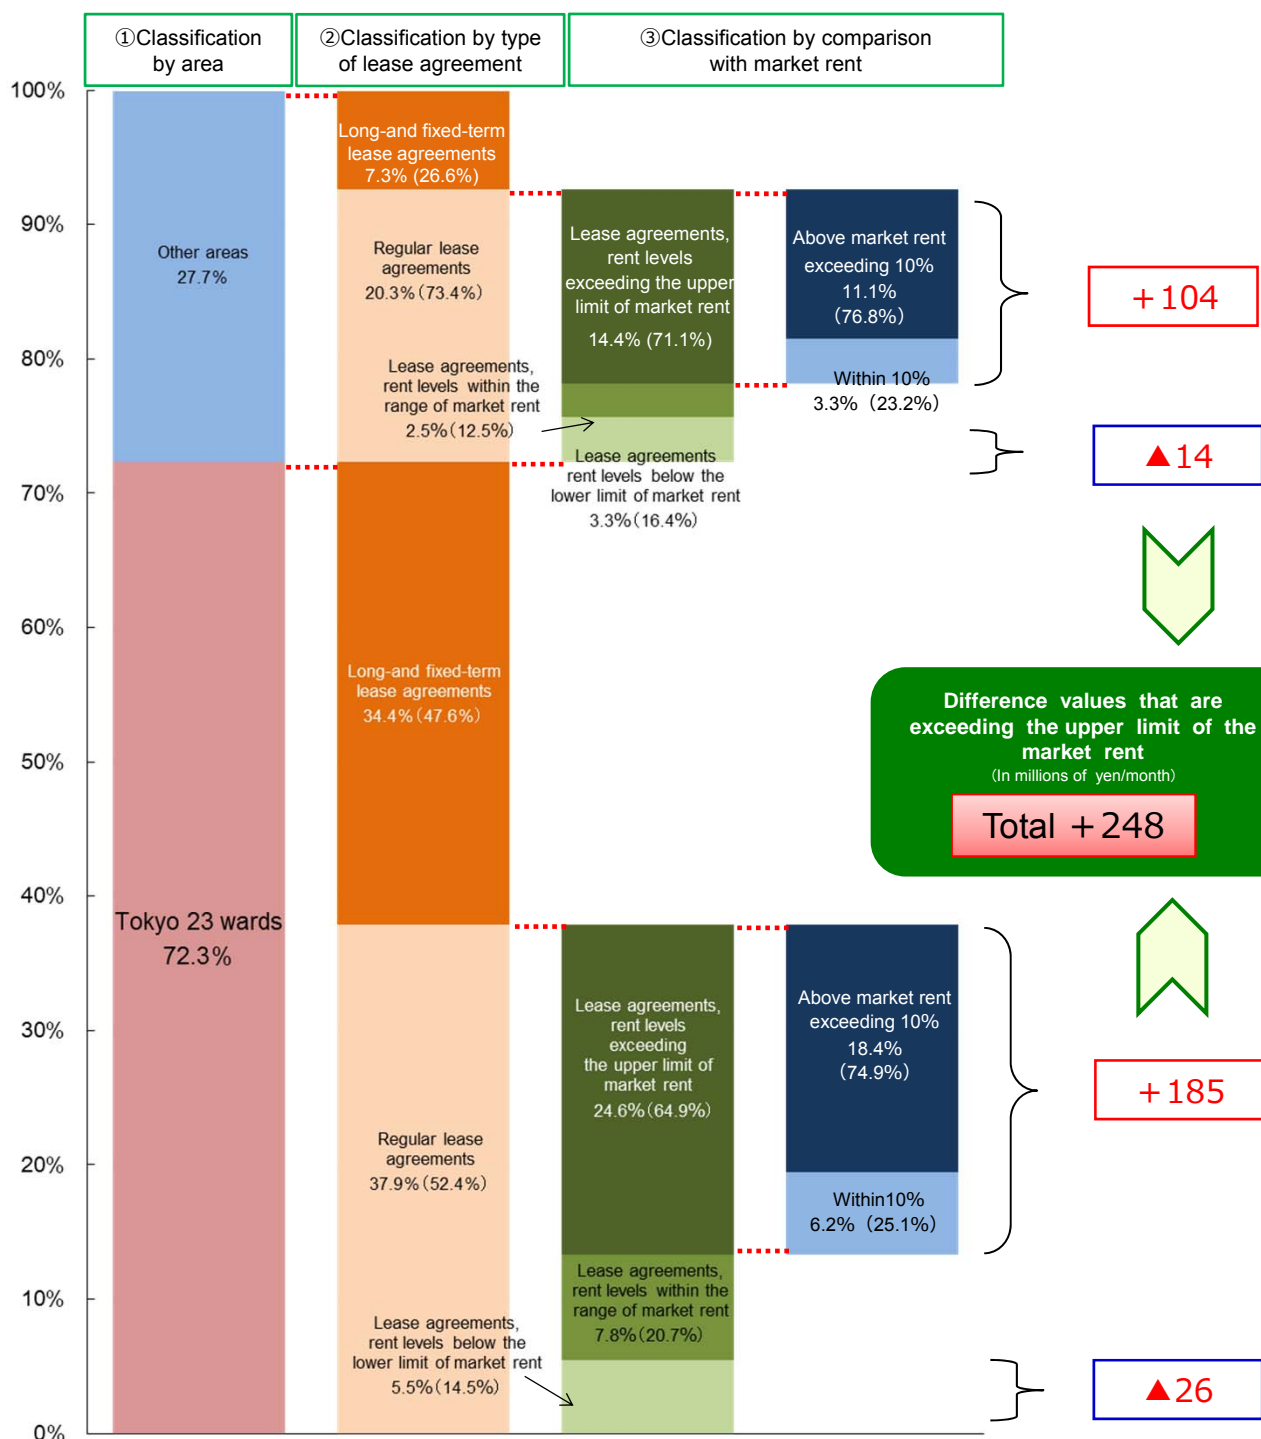 ①Classification
by area
②Classification by type
of lease agreement
③Classification by comparison
with market rent
100%
90%
80%
70%
60%
50%
40%
30%
20%
10%
0%
Other areas
27.7%
Tokyo 23 wards
72.3%
Long-and fixed-term
lease agreements
7.3% (26.6%)
Regular lease
agreements
20.3%(73.4%)
Lease agreements,
rent levels within the
range of market rent
2.5%(12.5%)
Long-and fixed-term
lease agreements
34.4%(47.6%)
Regular lease
agreements
37.9%(52.4%)
Lease agreements,
rent levels below the
lower limit of market rent
5.5%(14.5%)
Lease agreements,
rent levels
exceeding the upper
limit of market rent
14.4% (71.1%)
Lease agreements
rent levels below the
lower limit of market rent
3.3%(16.4%)
Lease agreements,
rent levels
exceeding
the upper limit of
market rent
24.6%(64.9%)
Lease agreements,
rent levels within the
range of market rent
7.8%(20.7%)
Above market rent
exceeding 10%
11.1%
(76.8%)
Within 10%
3.3% (23.2%)
Above market rent
exceeding 10%
18.4%
(74.9%)
Within10%
6.2% (25.1%)
+104
▲14
Difference values that are
exceeding the upper limit of the
market rent
(In millions of yen/month)
Total +248
+185
▲26